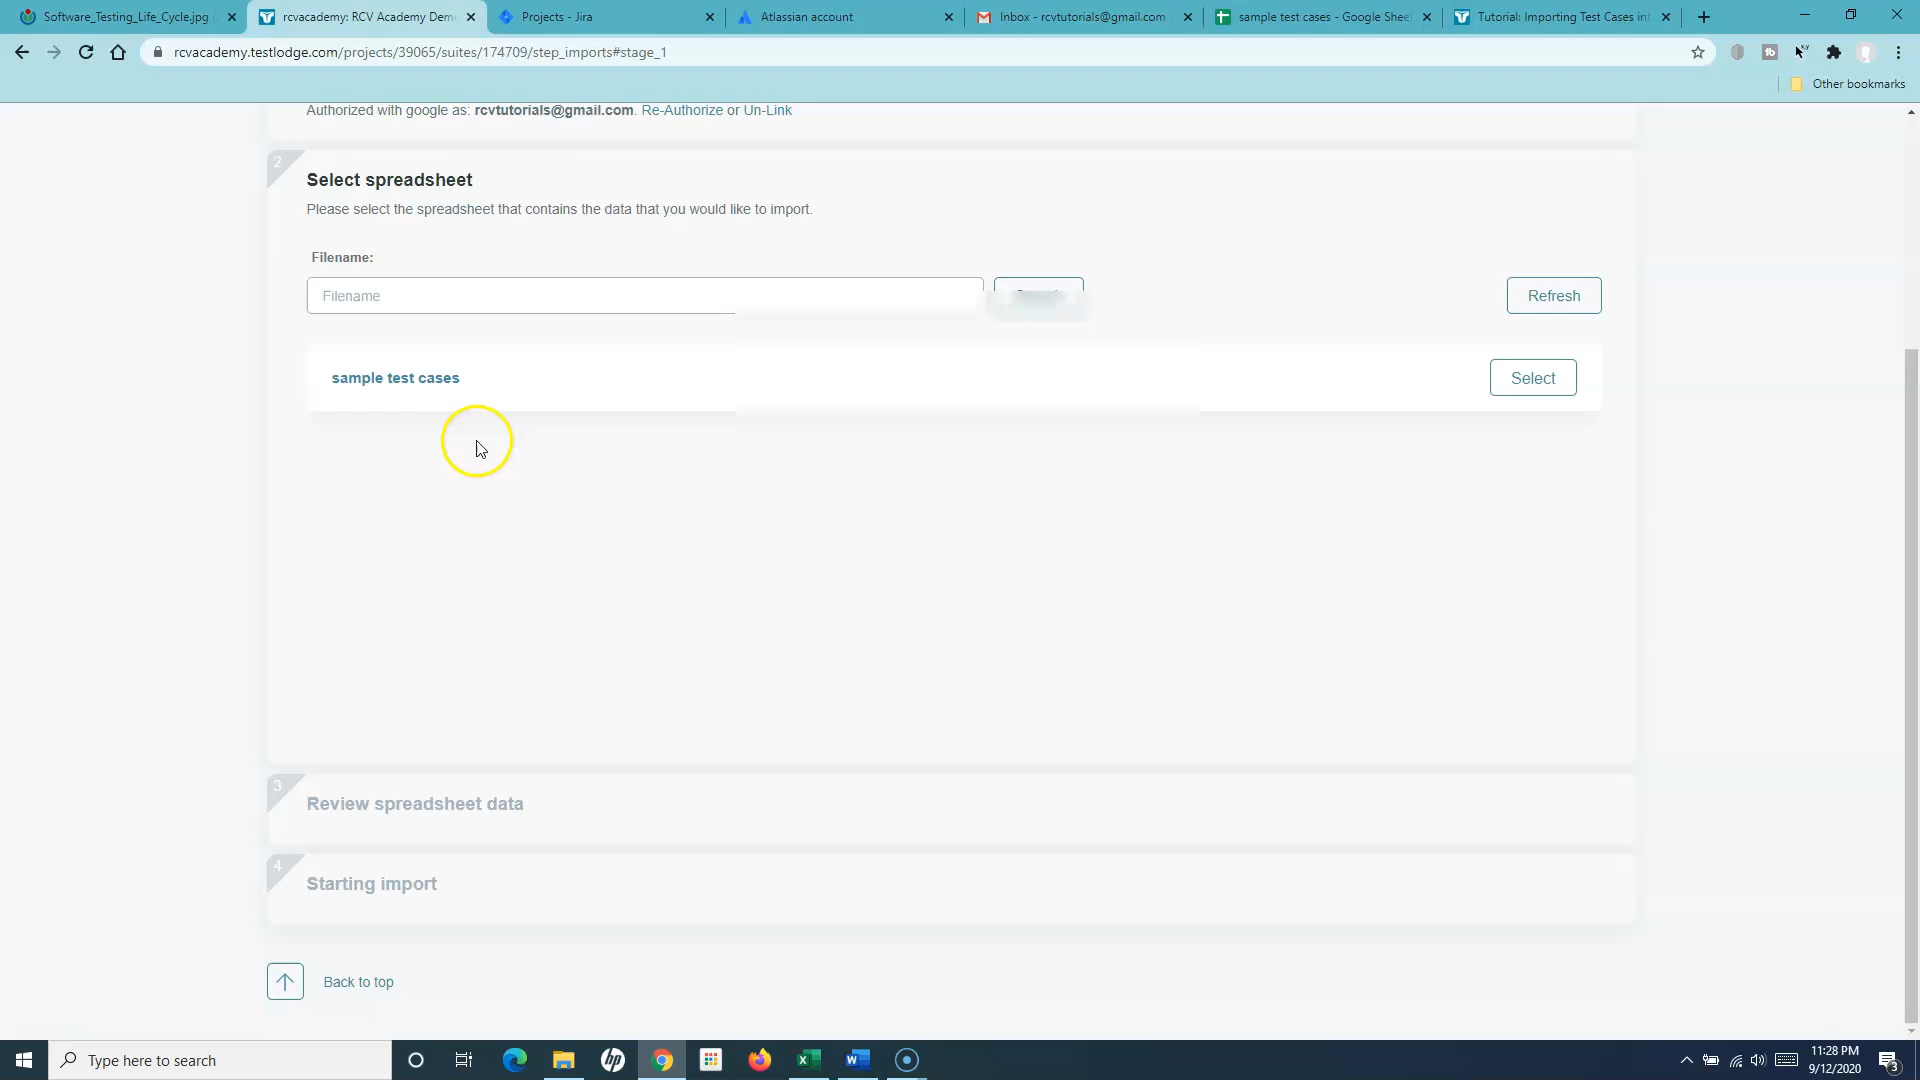 Software_Testing_Life_Cycle.jpg
rcvacademy: RCV Academy Dem
Projects - Jira
Atlassian account
Inbox - rcvtutorials@gmail.com
sample test cases - Google Sheet
Tutorial: Importing Test Cases in
rcvacademy.testlodge.com/projects/39065/suites/174709/step_imports#stage_1
Other bookmarks
Authorized with google as: rcvtutorials@gmail.com. Re-Authorize or Un-Link
2
Select spreadsheet
Please select the spreadsheet that contains the data that you would like to import.
Filename:
Filename
Refresh
sample test cases
Select
3
Review spreadsheet data
4
Starting import
Back to top
Type here to search
11:28 PM
9/12/2020
3